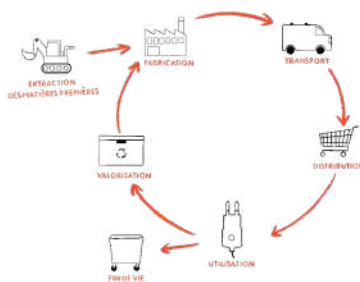 EXTRACTION
DES MATIÈRES PREMIÈRES
FABRICATION
TRANSPORT
DISTRIBUTION
UTILISATION
FIN DE VIE
VALORISATION